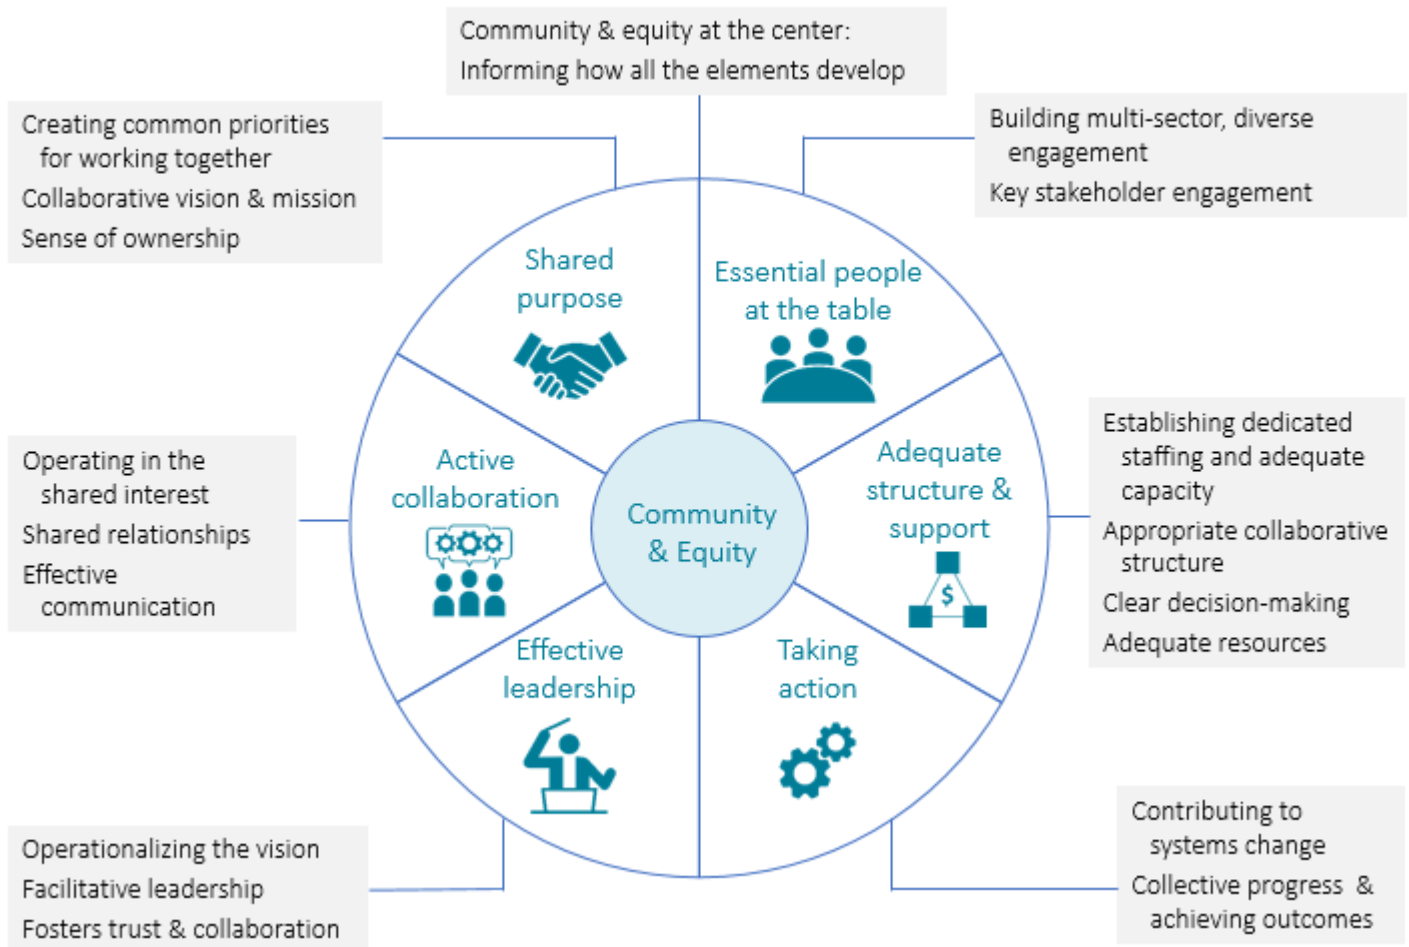 Community & equity at the center:
Informing how all the elements develop
Creating common priorities
for working together
Collaborative vision & mission
Sense of ownership
Building multi-sector, diverse
engagement
Key stakeholder engagement
Shared
purpose
Essential people
at the table
Operating in the
shared interest
Shared relationships
Effective
communication
Active
collaboration
Community
& Equity
Adequate
structure &
support
$
Establishing dedicated
staffing and adequate
capacity
Appropriate collaborative
structure
Clear decision-making
Adequate resources
Effective
leadership
Taking
action
Operationalizing the vision
Facilitative leadership
Fosters trust & collaboration
Contributing to
systems change
Collective progress &
achieving outcomes